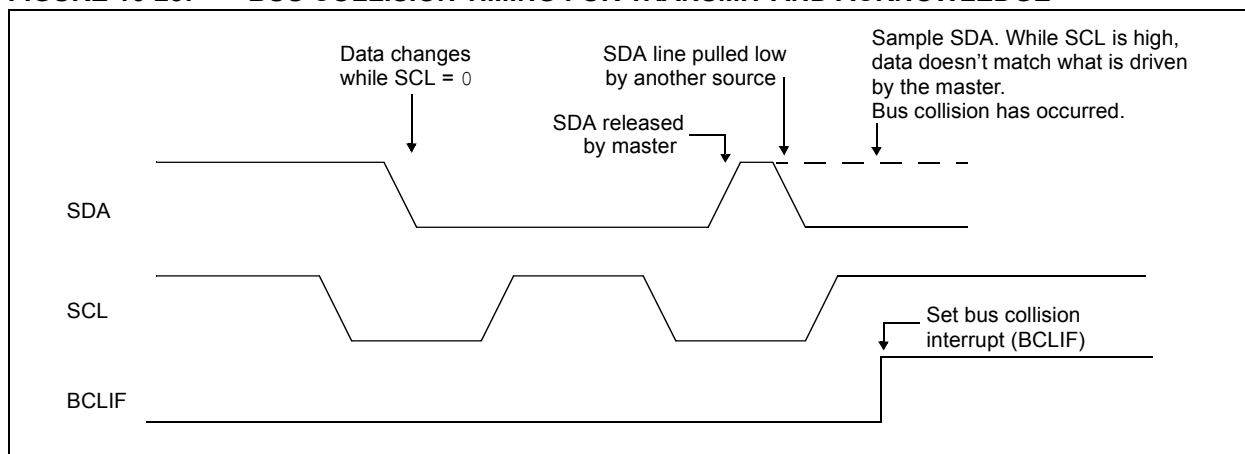 Data changes
while SCL = 0
SDA line pulled low
by another source
SDA released
by master
Sample SDA. While SCL is high,
data doesn't match what is driven
by the master.
Bus collision has occurred.
SDA
SCL
Set bus collision
interrupt (BCLIF)
BCLIF